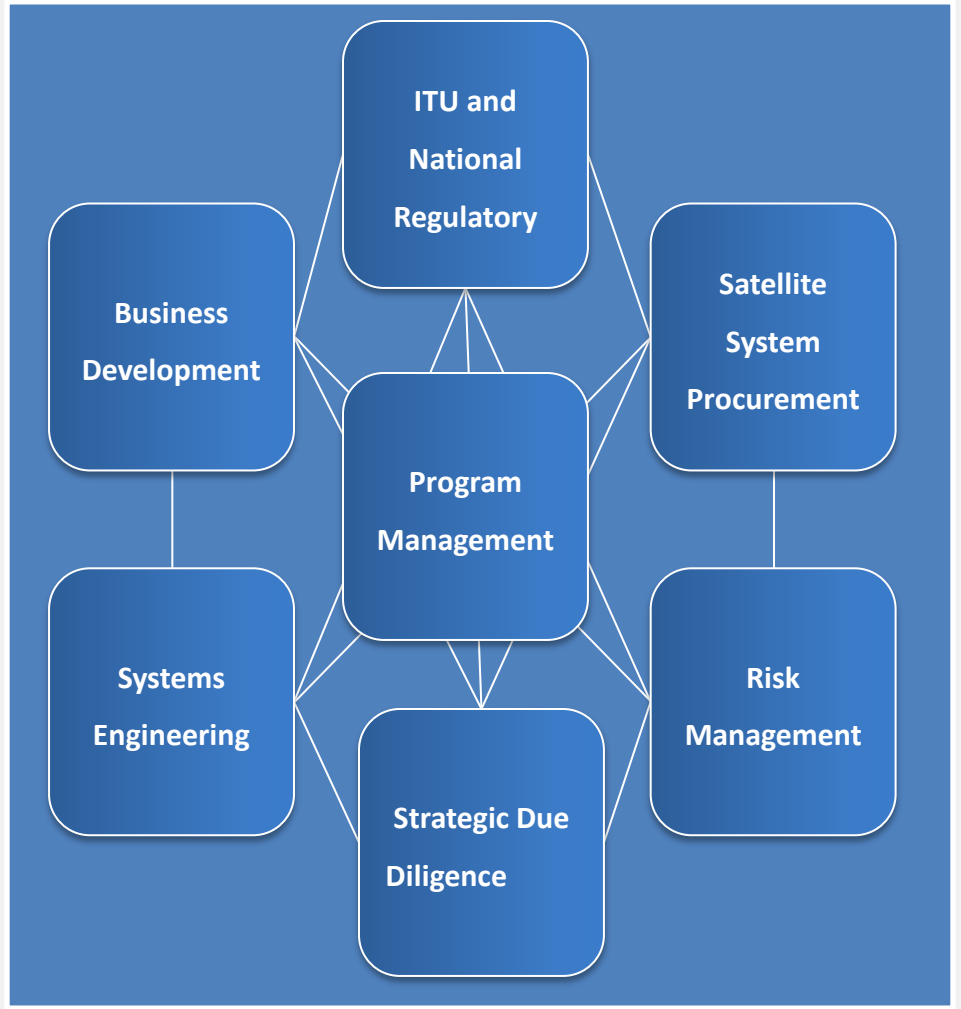 ITU and
National
Regulatory
Business
Development
Satellite
System
Procurement
Program
Management
Systems
Engineering
Risk
Management
Strategic Due
Diligence